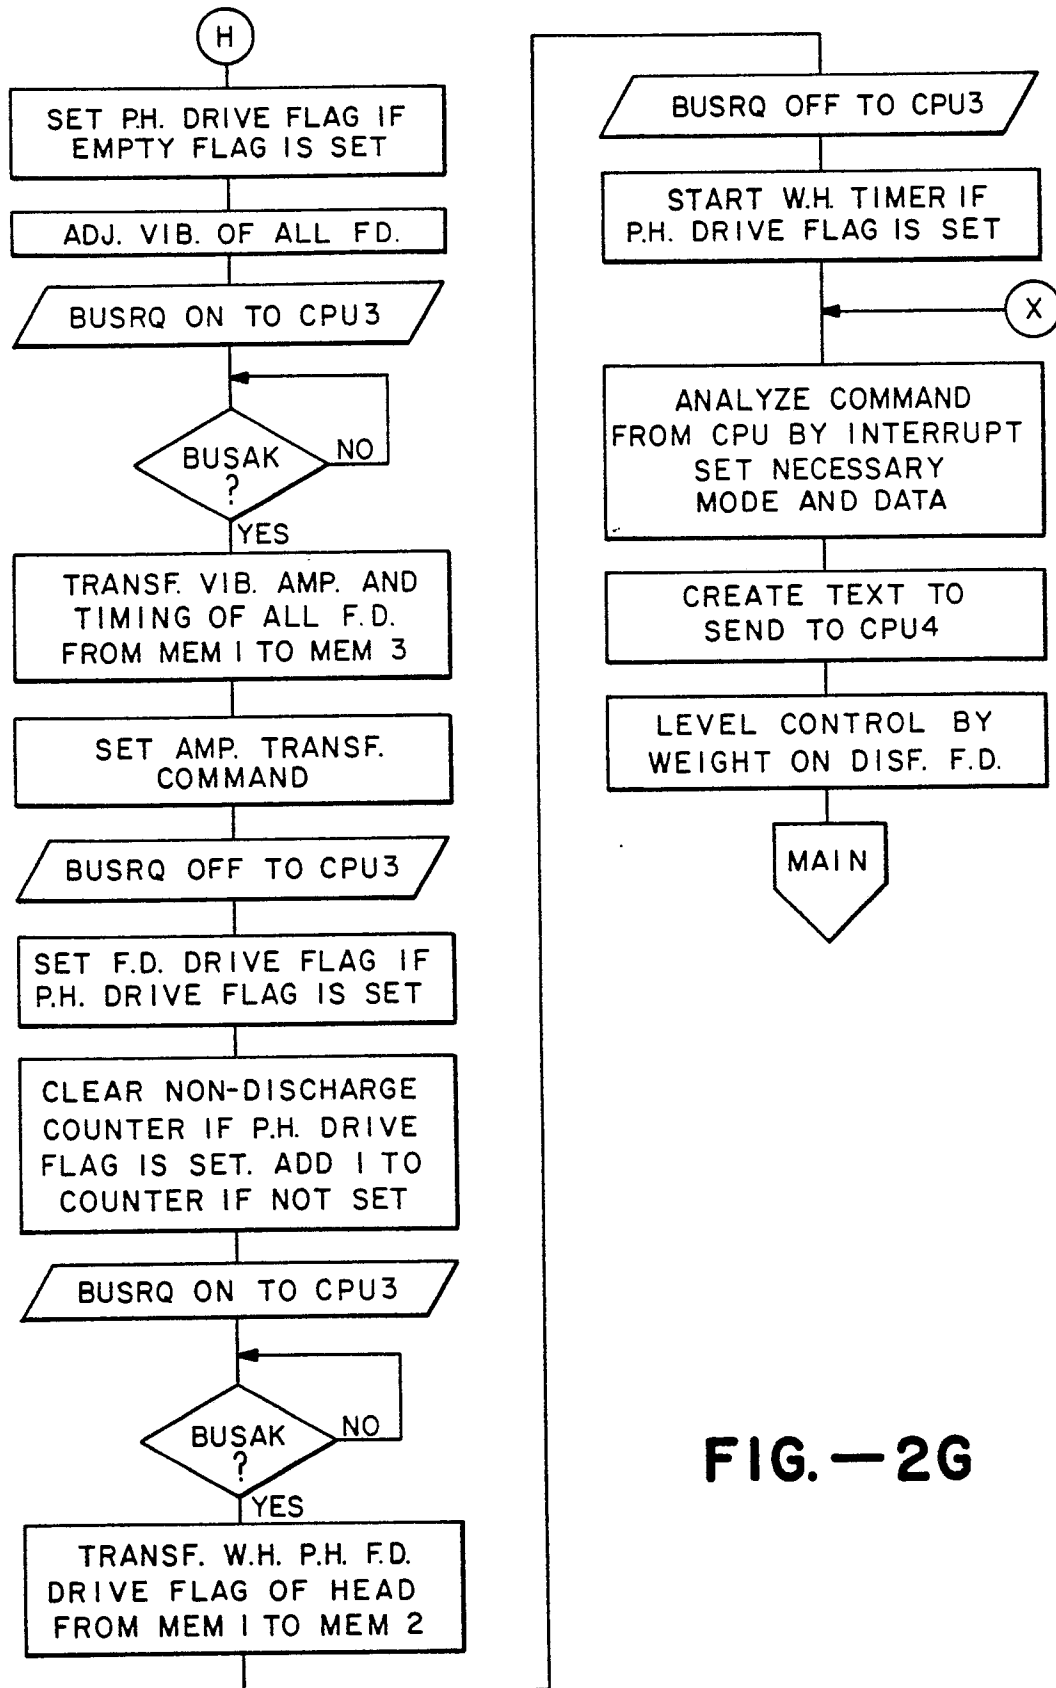 H
SET P.H. DRIVE FLAG IF
EMPTY FLAG IS SET
ADJ. VIB. OF ALL F.D.
BUSRQ ON TO CPU3
BUSAK
?
NO
YES
TRANSF. VIB. AMP. AND
TIMING OF ALL F.D.
FROM MEM 1 TO MEM 3
SET AMP. TRANSF.
COMMAND
BUSRQ OFF TO CPU3
SET F.D. DRIVE FLAG IF
P.H. DRIVE FLAG IS SET
CLEAR NON-DISCHARGE
COUNTER IF P.H. DRIVE
FLAG IS SET. ADD 1 TO
COUNTER IF NOT SET
BUSRQ ON TO CPU3
BUSAK
?
NO
YES
TRANSF. W.H. P.H. F.D.
DRIVE FLAG OF HEAD
FROM MEM 1 TO MEM 2
BUSRQ OFF TO CPU3
START W.H. TIMER IF
P.H. DRIVE FLAG IS SET
X
ANALYZE COMMAND
FROM CPU BY INTERRUPT
SET NECESSARY
MODE AND DATA
CREATE TEXT TO
SEND TO CPU4
LEVEL CONTROL BY
WEIGHT ON DISF. F.D.
MAIN
FIG.—2G